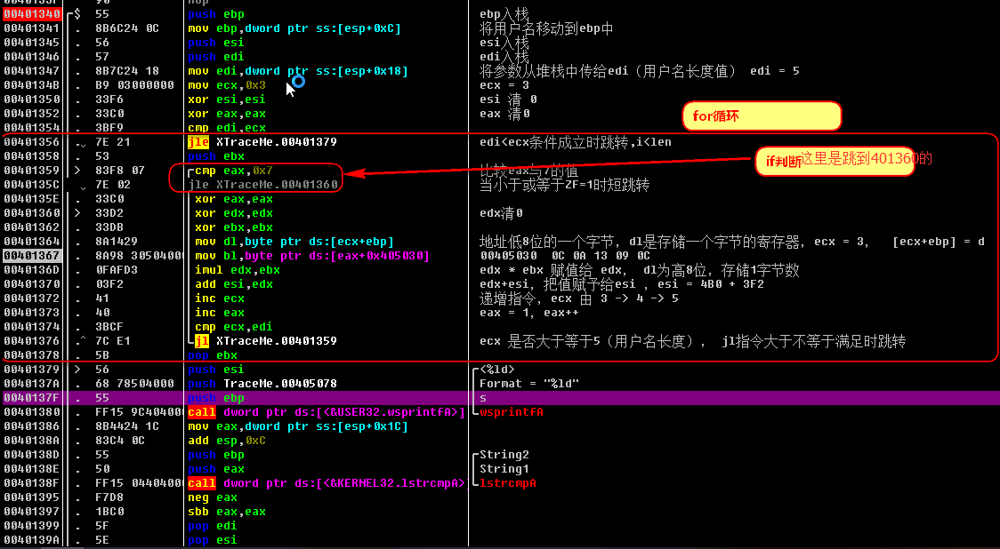 nop
00401340 $ 55 push ebp ebp入栈
00401341 . 8B6C24 0C mov ebp,dword ptr ss:[esp+0xC] 将用户名移动到ebp中
00401345 . 56 push esi esi入栈
00401346 . 57 push edi edi入栈
00401347 . 8B7C24 18 mov edi,dword ptr ss:[esp+0x18] 将参数从堆栈中传给edi（用户名长度值） edi = 5
0040134B . B9 03000000 mov ecx,0x3 ecx = 3
00401350 . 33F6 xor esi,esi esi 清 0
00401352 . 33C0 xor eax,eax eax 清0
00401354 . 3BF9 cmp edi,ecx
for循环
00401356 . 7E 21 jle XTraceMe.00401379 edi<ecx条件成立时跳转,i<len
00401358 . 53 push ebx
if判断这里是跳到401360的
00401359 > 83F8 07 cmp eax,0x7 比较eax与7的值
0040135C . 7E 02 jle XTraceMe.00401360 当小于或等于ZF=1时短跳转
0040135E . 33C0 xor eax,eax
00401360 > 33D2 xor edx,edx edx清0
00401362 . 33DB xor ebx,ebx
00401364 . 8A1429 mov dl,byte ptr ds:[ecx+ebp] 地址低8位的一个字节，dl是存储一个字节的寄存器，ecx = 3, [ecx+ebp] = d
00401367 . 8A98 30504000 mov bl,byte ptr ds:[eax+0x405030] 00405030 0C 0A 13 09 0C
0040136D . 0FAFD3 imul edx,ebx edx * ebx 赋值给 edx, dl为高8位，存储1字节数
00401370 . 03F2 add esi,edx edx+esi, 把值赋予给esi , esi = 4B0 + 3F2
00401372 . 41 inc ecx 递增指令，ecx 由 3 -> 4 -> 5
00401373 . 40 inc eax eax = 1, eax++
00401374 . 3BCF cmp ecx,edi
00401376 .^ 7C E1 jl XTraceMe.00401359 ecx 是否大于等于5（用户名长度）， jl指令大于不等于满足时跳转
00401378 . 5B pop ebx
00401379 > 56 push esi <%ld>
0040137A . 68 78504000 push TraceMe.00405078 Format = "%ld"
0040137F . 55 push ebp s
00401380 . FF15 9C404000 call dword ptr ds:[<&USER32.wsprintfA>] wsprintfA
00401386 . 8B4424 1C mov eax,dword ptr ss:[esp+0x1C]
0040138A . 83C4 0C add esp,0xC
0040138D . 55 push ebp String2
0040138E . 50 push eax String1
0040138F . FF15 04404000 call dword ptr ds:[<&KERNEL32.lstrcmpA> lstrcmpA
00401395 . F7D8 neg eax
00401397 . 1BC0 sbb eax,eax
00401399 . 5F pop edi
0040139A . 5E pop esi